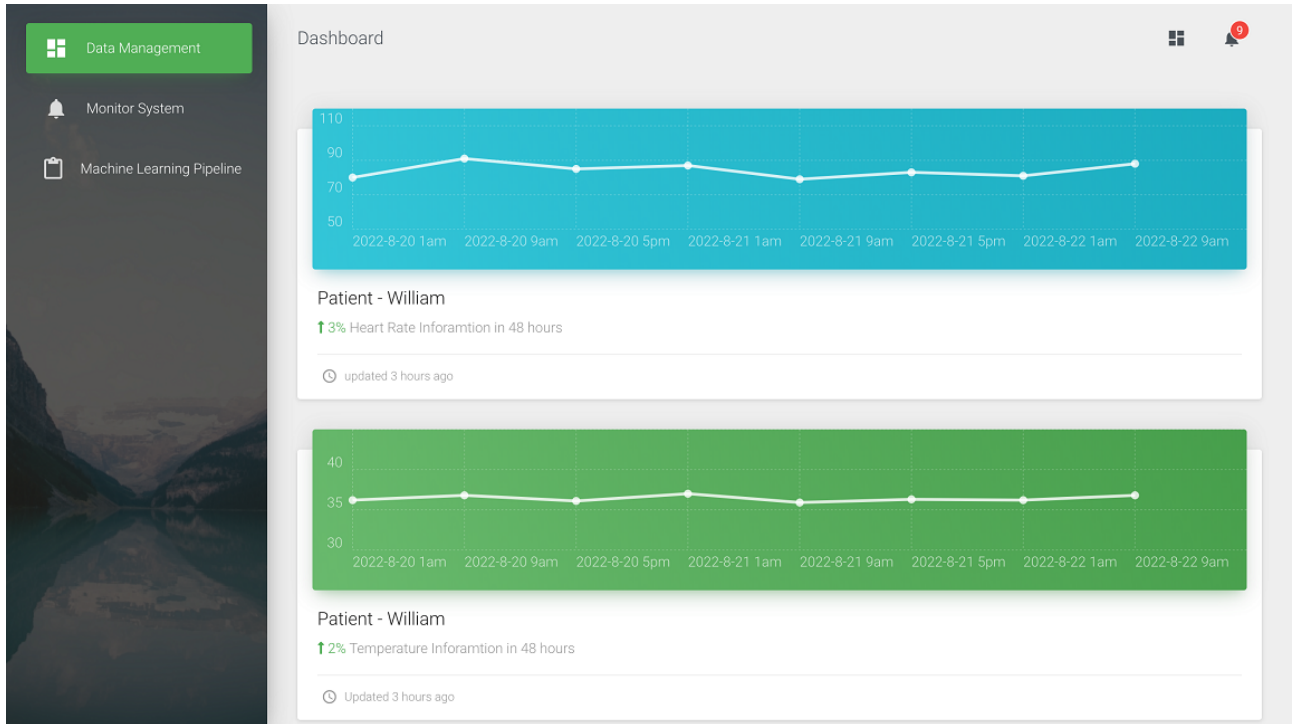 Data Management
Monitor System
Machine Learning Pipeline
Dashboard
9
110
90
70
50
2022-8-20 1am 2022-8-20 9am 2022-8-20 5pm 2022-8-21 1am 2022-8-21 9am 2022-8-21 5pm 2022-8-22 1am 2022-8-22 9am
Patient - William
3% Heart Rate Inforamtion in 48 hours
updated 3 hours ago
40
35
30
2022-8-20 1am 2022-8-20 9am 2022-8-20 5pm 2022-8-21 1am 2022-8-21 9am 2022-8-21 5pm 2022-8-22 1am 2022-8-22 9am
Patient - William
2% Temperature Inforamtion in 48 hours
Updated 3 hours ago